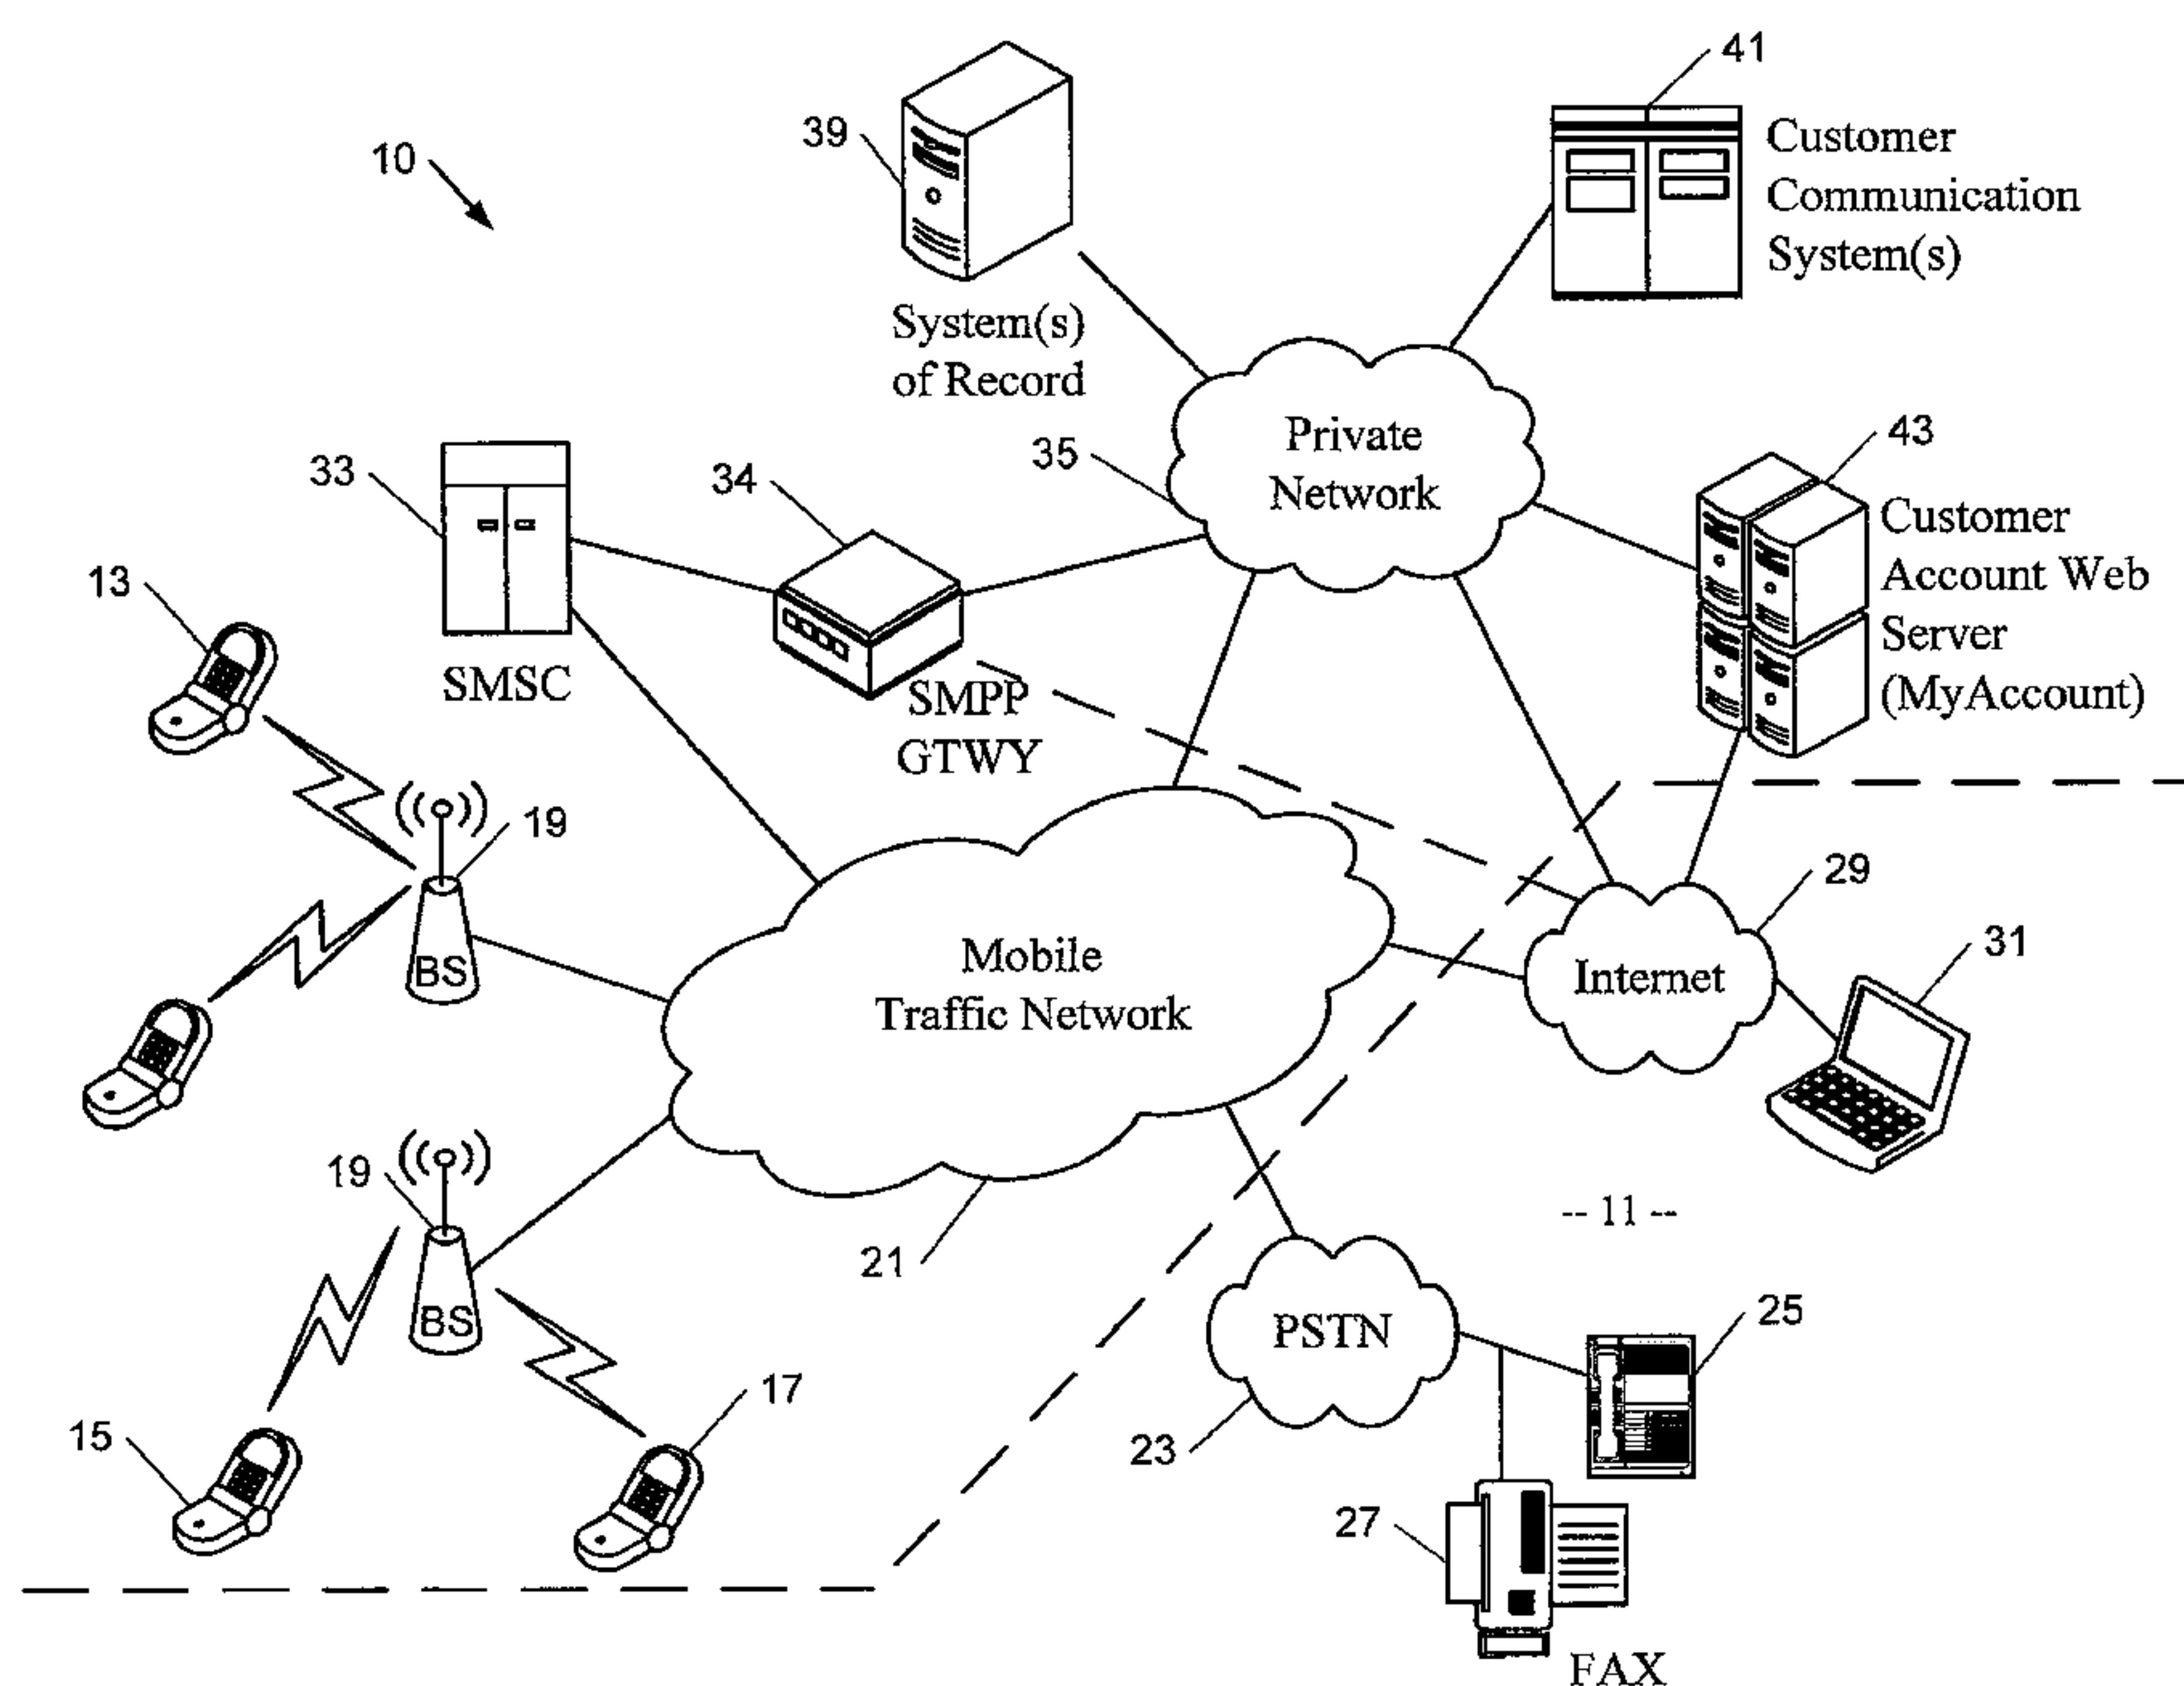 41
39
Customer
Communication
System(s)
10
System(s)
of Record
Private
Network
35
43
33
34
Customer
Account Web
Server
(MyAccount)
13
SMSC
SMPP
GTWY
19
29
31
BS
Mobile
Traffic Network
Internet
19
21
-- 11 --
BS
PSTN
25
17
15
23
27
FAX